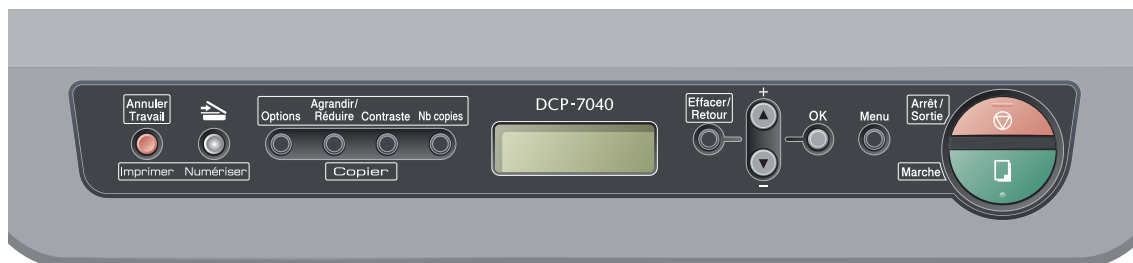 Annuler
Travail
Imprimer
Numériser
Options
Agrandir/
Réduire
Contraste
Nb copies
Copier
DCP-7040
Effacer/
Retour
+
-
OK
Menu
Arrêt/
Sortie
Marche